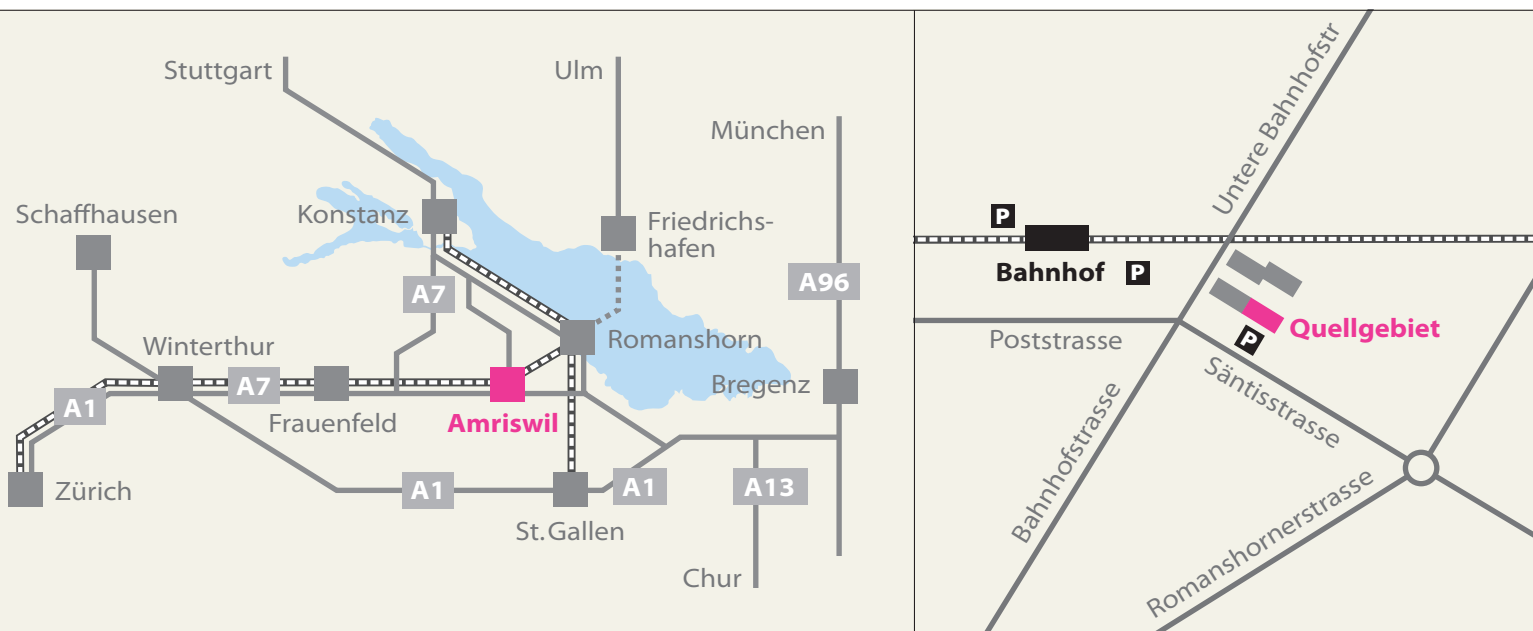 Stuttgart
Ulm
München
Schaffhausen
Konstanz
Friedrichs-
hafen
A7
A96
Winterthur
Romanshorn
A7
A1
Bregenz
Frauenfeld
Amriswil
Zürich
A1
A1
A13
St. Gallen
Chur
Untere Bahnhofstr
P
Bahnhof
P
Quellgebiet
P
Poststrasse
Säntisstrasse
Bahnhofstrasse
Romanshornerstrasse